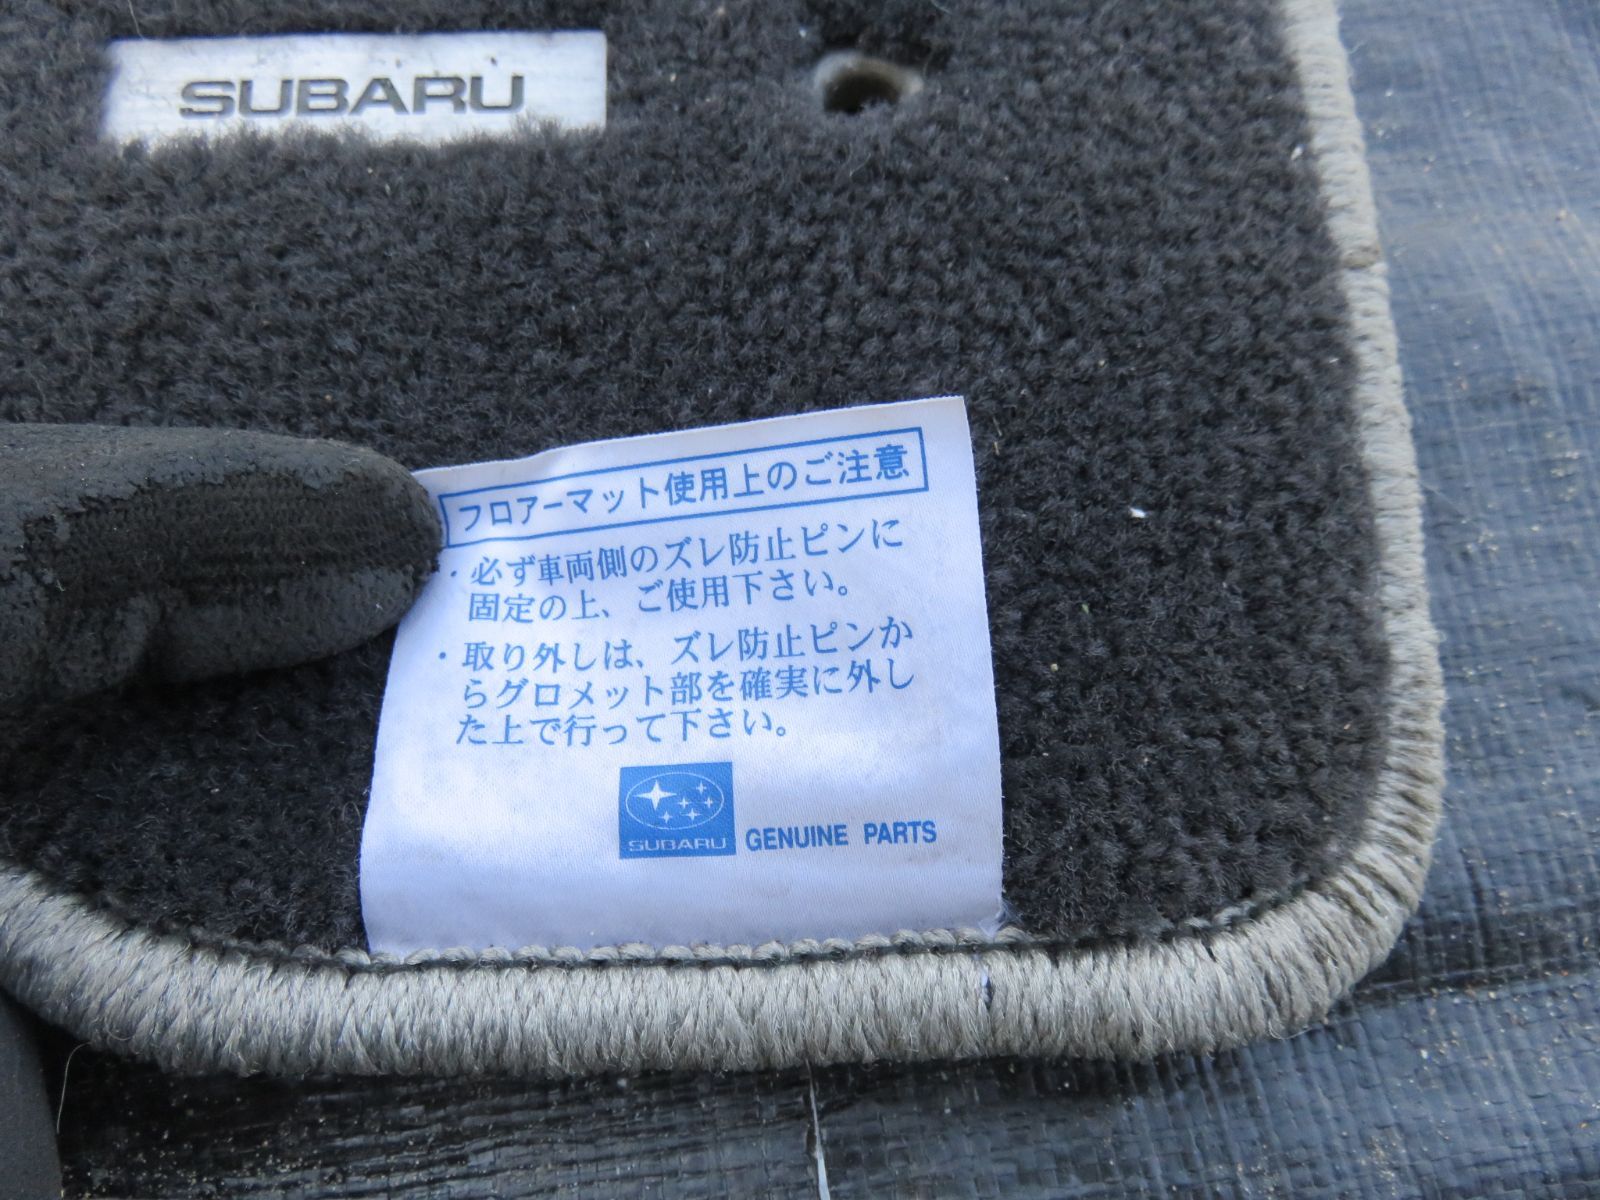 SUBARU
フロアーマット使用上のご注意
・必ず車両側のズレ防止ピンに
固定の上、ご使用下さい。
・取り外しは、ズレ防止ピンか
らグロメット部を確実に外し
た上で行って下さい。
SUBARU
GENUINE PARTS